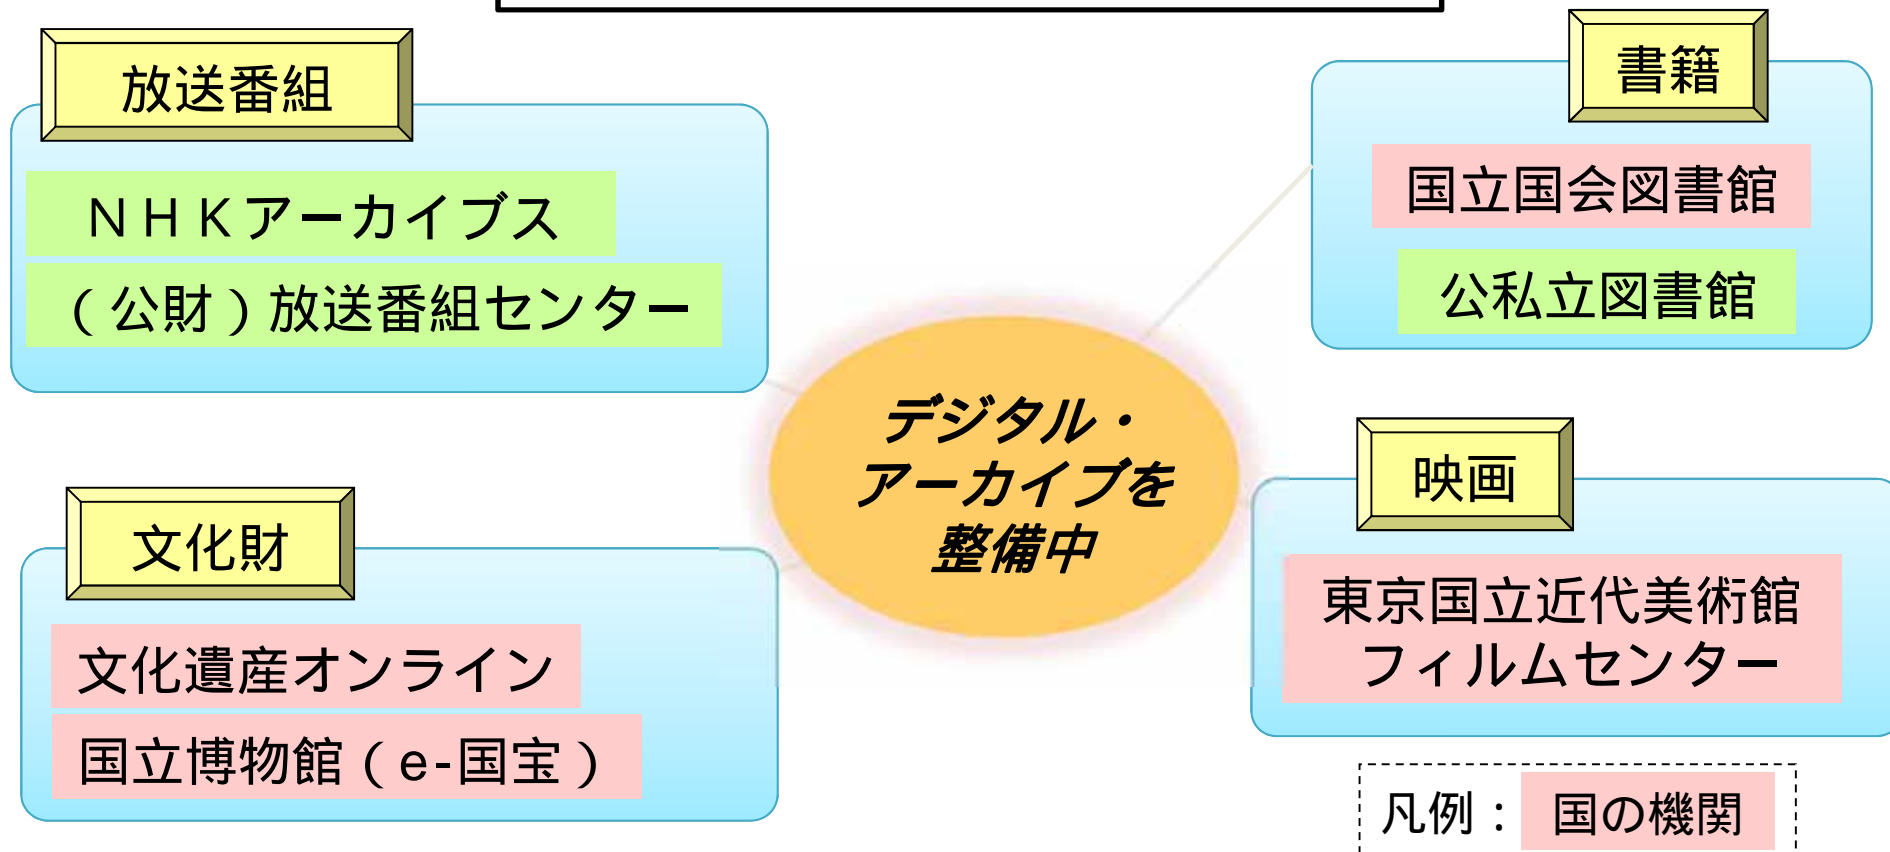 放送番組
ＮＨＫアーカイブス
（公財）放送番組センター
書籍
国立国会図書館
公私立図書館
デジタル・
アーカイブを
整備中
文化財
文化遺産オンライン
国立博物館（e-国宝）
映画
東京国立近代美術館
フィルムセンター
凡例： 国の機関